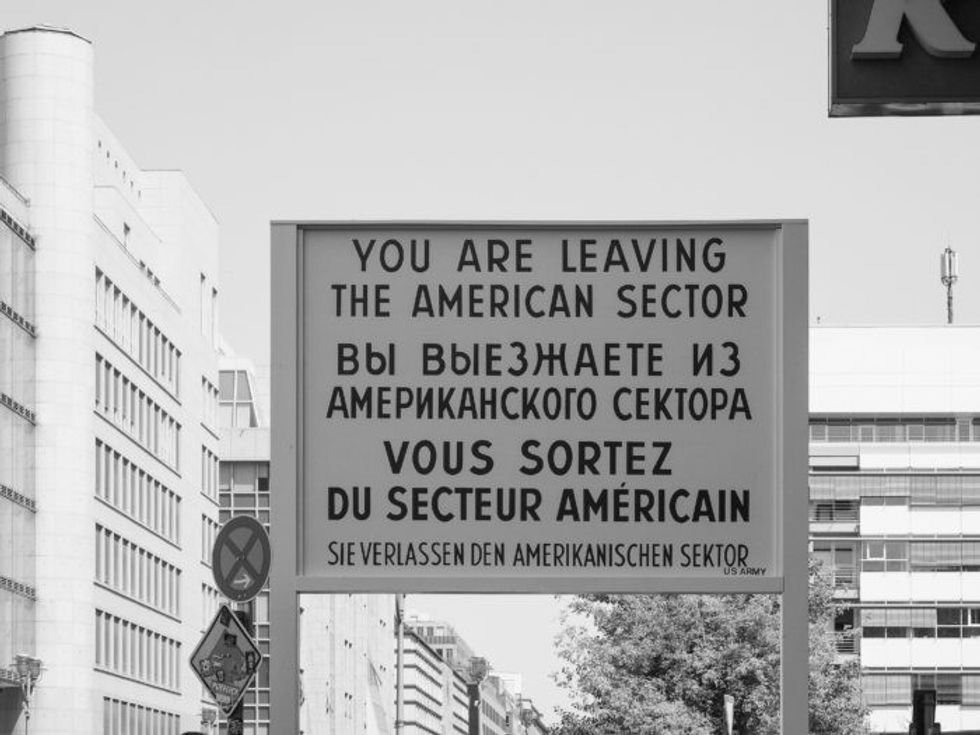 K
YOU ARE LEAVING
THE AMERICAN SECTOR
ВЫ ВЫЕЗЖАЕТЕ ИЗ
АМЕРИКАНСКОГО СЕКТОРА
VOUS SORTEZ
DU SECTEUR AMÉRICAIN
SIE VERLASSEN DEN AMERIKANISCHEN SEKTOR
US ARMY